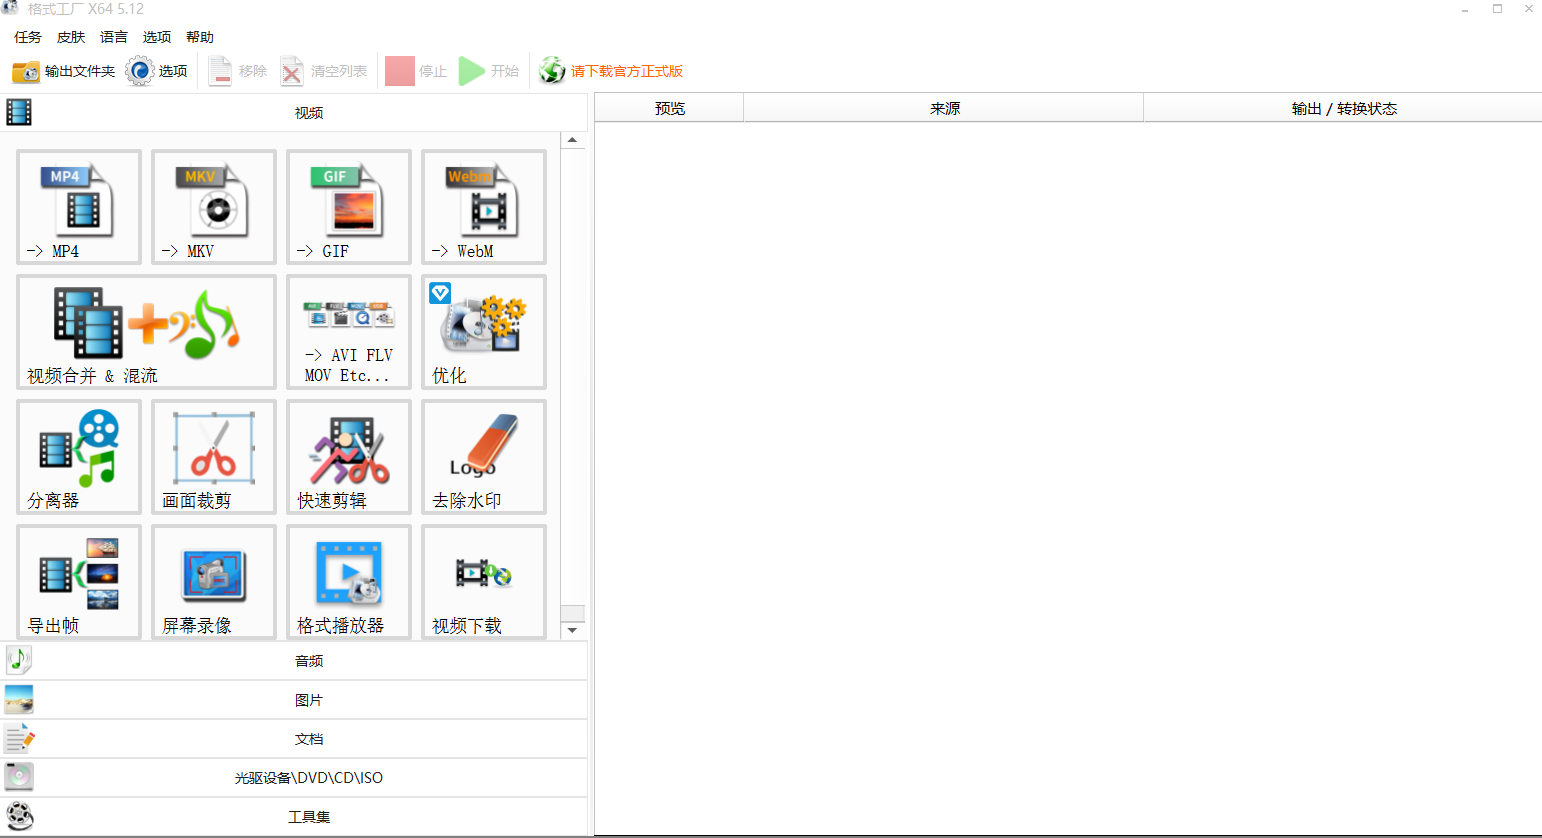 格式工厂 X64 5.12
任务 皮肤 语言 选项 帮助
输出文件夹 选项 移除 清空列表 停止 开始 请下载官方正式版
视频
预览 来源 输出 / 转换状态
MP4 MKV GIF Webm
-> MP4 -> MKV -> GIF -> WebM
-> AVI FLV
MOV Etc...
视频合并 & 混流 优化
Logo
分离器 画面裁剪 快速剪辑 去除水印
导出帧 屏幕录像 格式播放器 视频下载
音频
图片
文档
光驱设备\DVD\CD\ISO
工具集